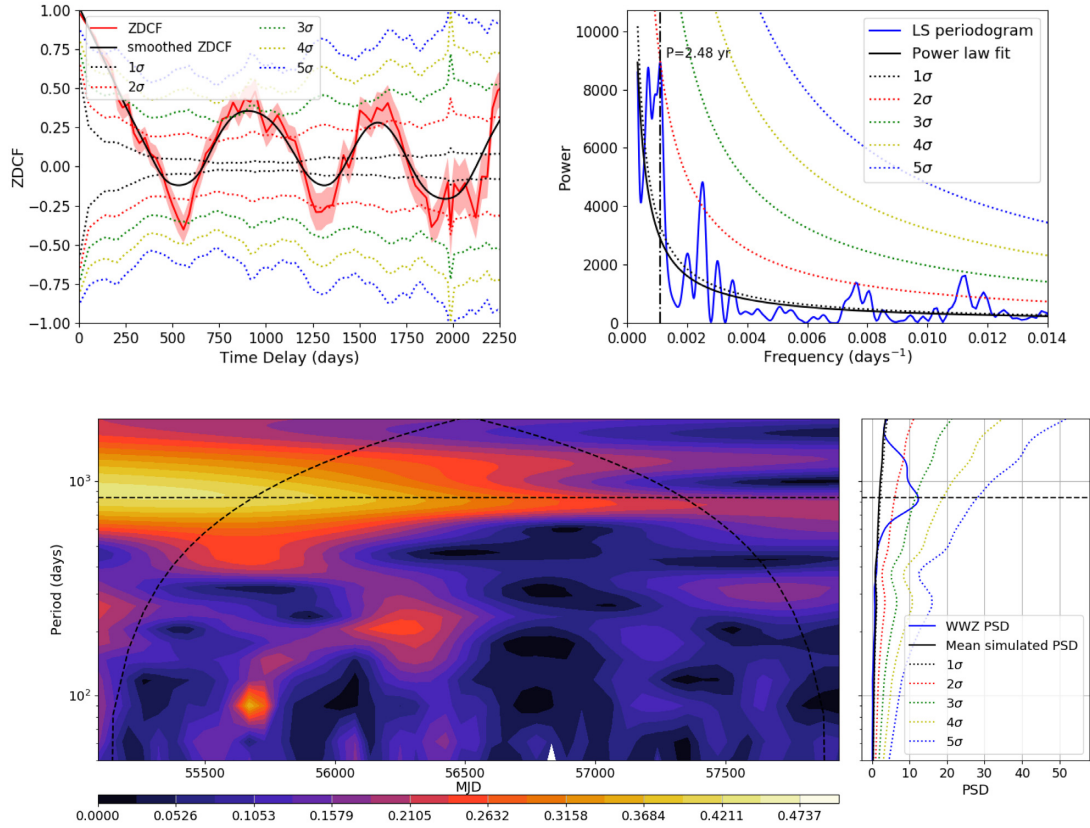 1.00
0.75
0.50
0.25
0.00
−0.25
−0.50
−0.75
−1.00
ZDCF
ZDCF
smoothed ZDCF
1σ
2σ
3σ
4σ
5σ
0 250 500 750 1000 1250 1500 1750 2000 2250
Time Delay (days)
10000
8000
6000
4000
2000
0
Power
P=2.48 yr
LS periodogram
Power law fit
1σ
2σ
3σ
4σ
5σ
0.000 0.002 0.004 0.006 0.008 0.010 0.012 0.014
Frequency (days⁻¹)
10³
10²
Period (days)
55500 56000 56500 57000 57500
MJD
0.0000 0.0526 0.1053 0.1579 0.2105 0.2632 0.3158 0.3684 0.4211 0.4737
WWZ PSD
Mean simulated PSD
1σ
2σ
3σ
4σ
5σ
0 10 20 30 40 50
PSD